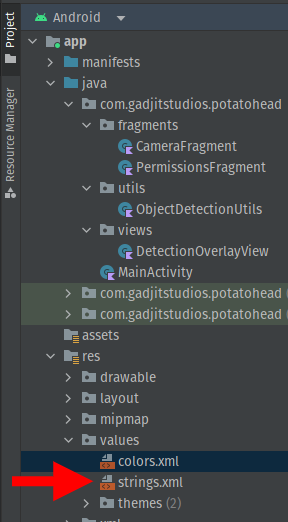 Project
Resource Manager
Android
app
manifests
java
com.gadjitstudios.potatohead
fragments
CameraFragment
PermissionsFragment
utils
ObjectDetectionUtils
views
DetectionOverlayView
MainActivity
com.gadjitstudios.potatohead
com.gadjitstudios.potatohead
assets
res
drawable
layout
mipmap
values
colors.xml
strings.xml
themes (2)